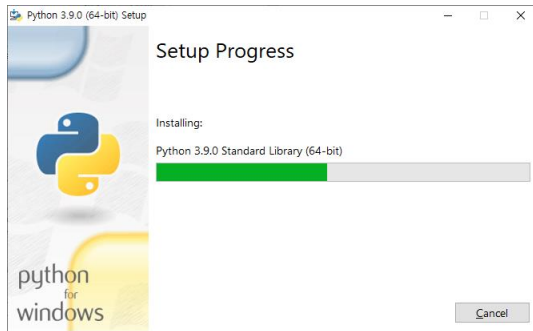 Python 3.9.0 (64-bit) Setup
Setup Progress
Installing:
Python 3.9.0 Standard Library (64-bit)
python
for
windows
Cancel